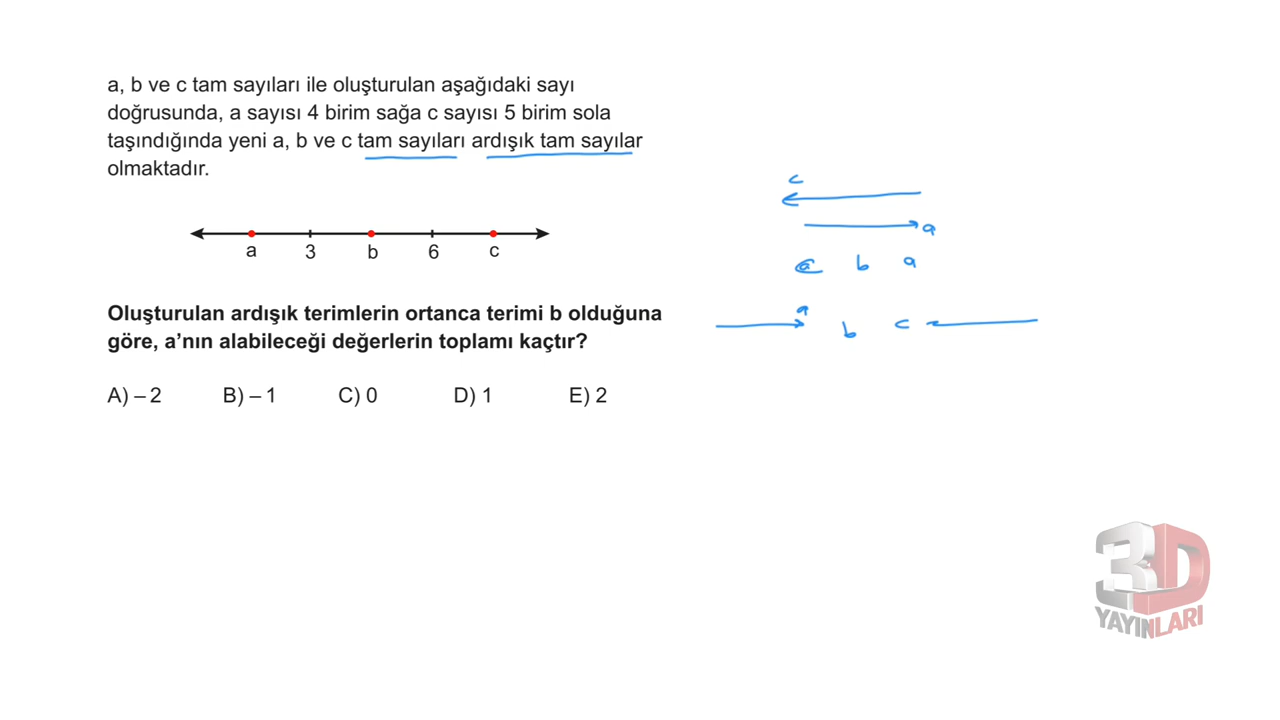 a, b ve c tam sayıları ile oluşturulan aşağıdaki sayı
doğrusunda, a sayısı 4 birim sağa c sayısı 5 birim sola
taşındığında yeni a, b ve c tam sayıları ardışık tam sayılar
olmaktadır.
a 3 b 6 c
Oluşturulan ardışık terimlerin ortanca terimi b olduğuna
göre, a’nın alabileceği değerlerin toplamı kaçtır?
A) – 2 B) – 1 C) 0 D) 1 E) 2
c
a
b a
a
b c
3D
YAYINLARI